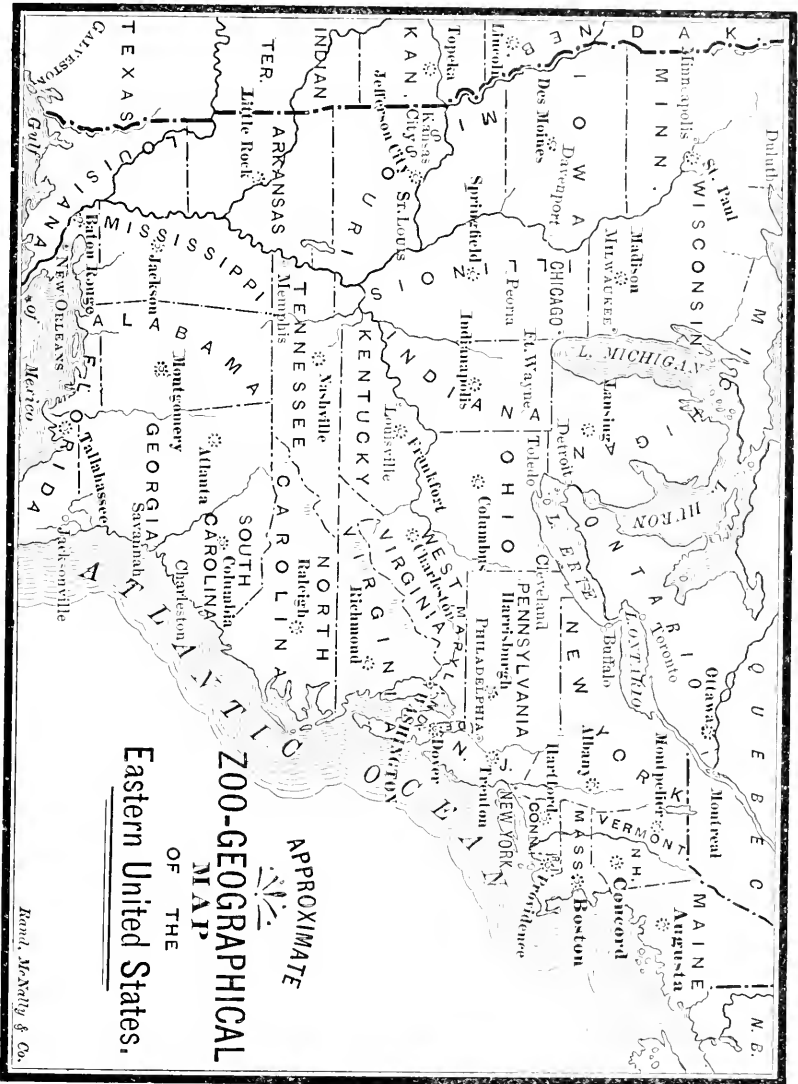 APPROXIMATE
ZOO-GEOGRAPHICAL
MAP
OF THE
Eastern United States.
Rand, McNally & Co.
DAK
NEB
Lincoln
KAN.
Topeka
Kansas City
INDIAN
TER.
TEXAS
GALVESTON
Gulf
of
Mexico
MINN.
Minneapolis
St. Paul
Duluth
IOWA
Des Moines
Davenport
MISSOURI
Jefferson City
St. Louis
ARKANSAS
Little Rock
LOUISIANA
Baton Rouge
NEW ORLEANS
WISCONSIN
Madison
MILWAUKEE
ILLINOIS
CHICAGO
Peoria
Springfield
MISSISSIPPI
Jackson
MICHIGAN
L. MICHIGAN
Lansing
Detroit
INDIANA
Ft. Wayne
Indianapolis
KENTUCKY
Louisville
Frankfort
TENNESSEE
Memphis
Nashville
ALABAMA
Montgomery
FLORIDA
Tallahassee
Jacksonville
L. HURON
OHIO
Toledo
Cleveland
Columbus
GEORGIA
Atlanta
Savannah
ONTARIO
Toronto
Ottawa
L. ERIE
L. ONTARIO
WEST VIRGINIA
Charleston
VIRGINIA
Richmond
NORTH CAROLINA
Raleigh
SOUTH CAROLINA
Columbia
Charleston
QUEBEC
Montreal
NEW YORK
Buffalo
Albany
NEW YORK
PENNSYLVANIA
Harrisburgh
PHILADELPHIA
MARYL
WASHINGTON
Dover
N. J.
Trenton
VERMONT
Montpelier
N.H.
Concord
MASS
Boston
CONN.
Hartford
Providence
MAINE
Augusta
N. B.
ATLANTIC OCEAN